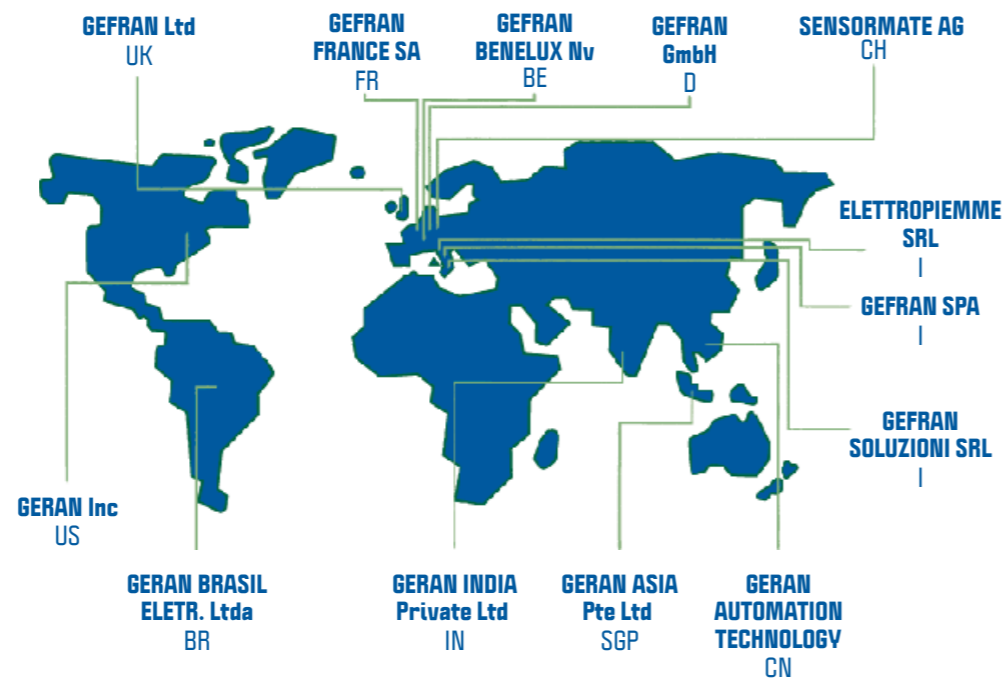 GEFRAN Ltd
UK
GEFRAN
FRANCE SA
FR
GEFRAN
BENELUX Nv
BE
GEFRAN
GmbH
D
SENSORMATE AG
CH
ELETTROPIEMME
SRL
I
GEFRAN SPA
I
GEFRAN
SOLUZIONI SRL
I
GERAN Inc
US
GERAN BRASIL
ELETR. Ltda
BR
GERAN INDIA
Private Ltd
IN
GERAN ASIA
Pte Ltd
SGP
GERAN
AUTOMATION
TECHNOLOGY
CN